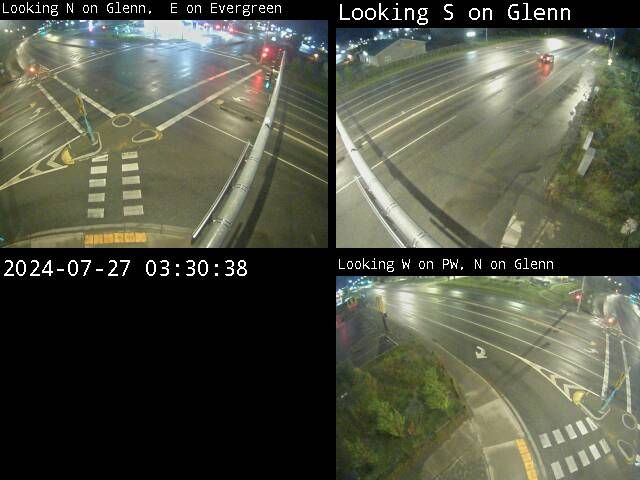 Looking N on Glenn,  E on Evergreen
Looking S on Glenn
2024-07-27 03:30:38
Looking W on PW, N on Glenn